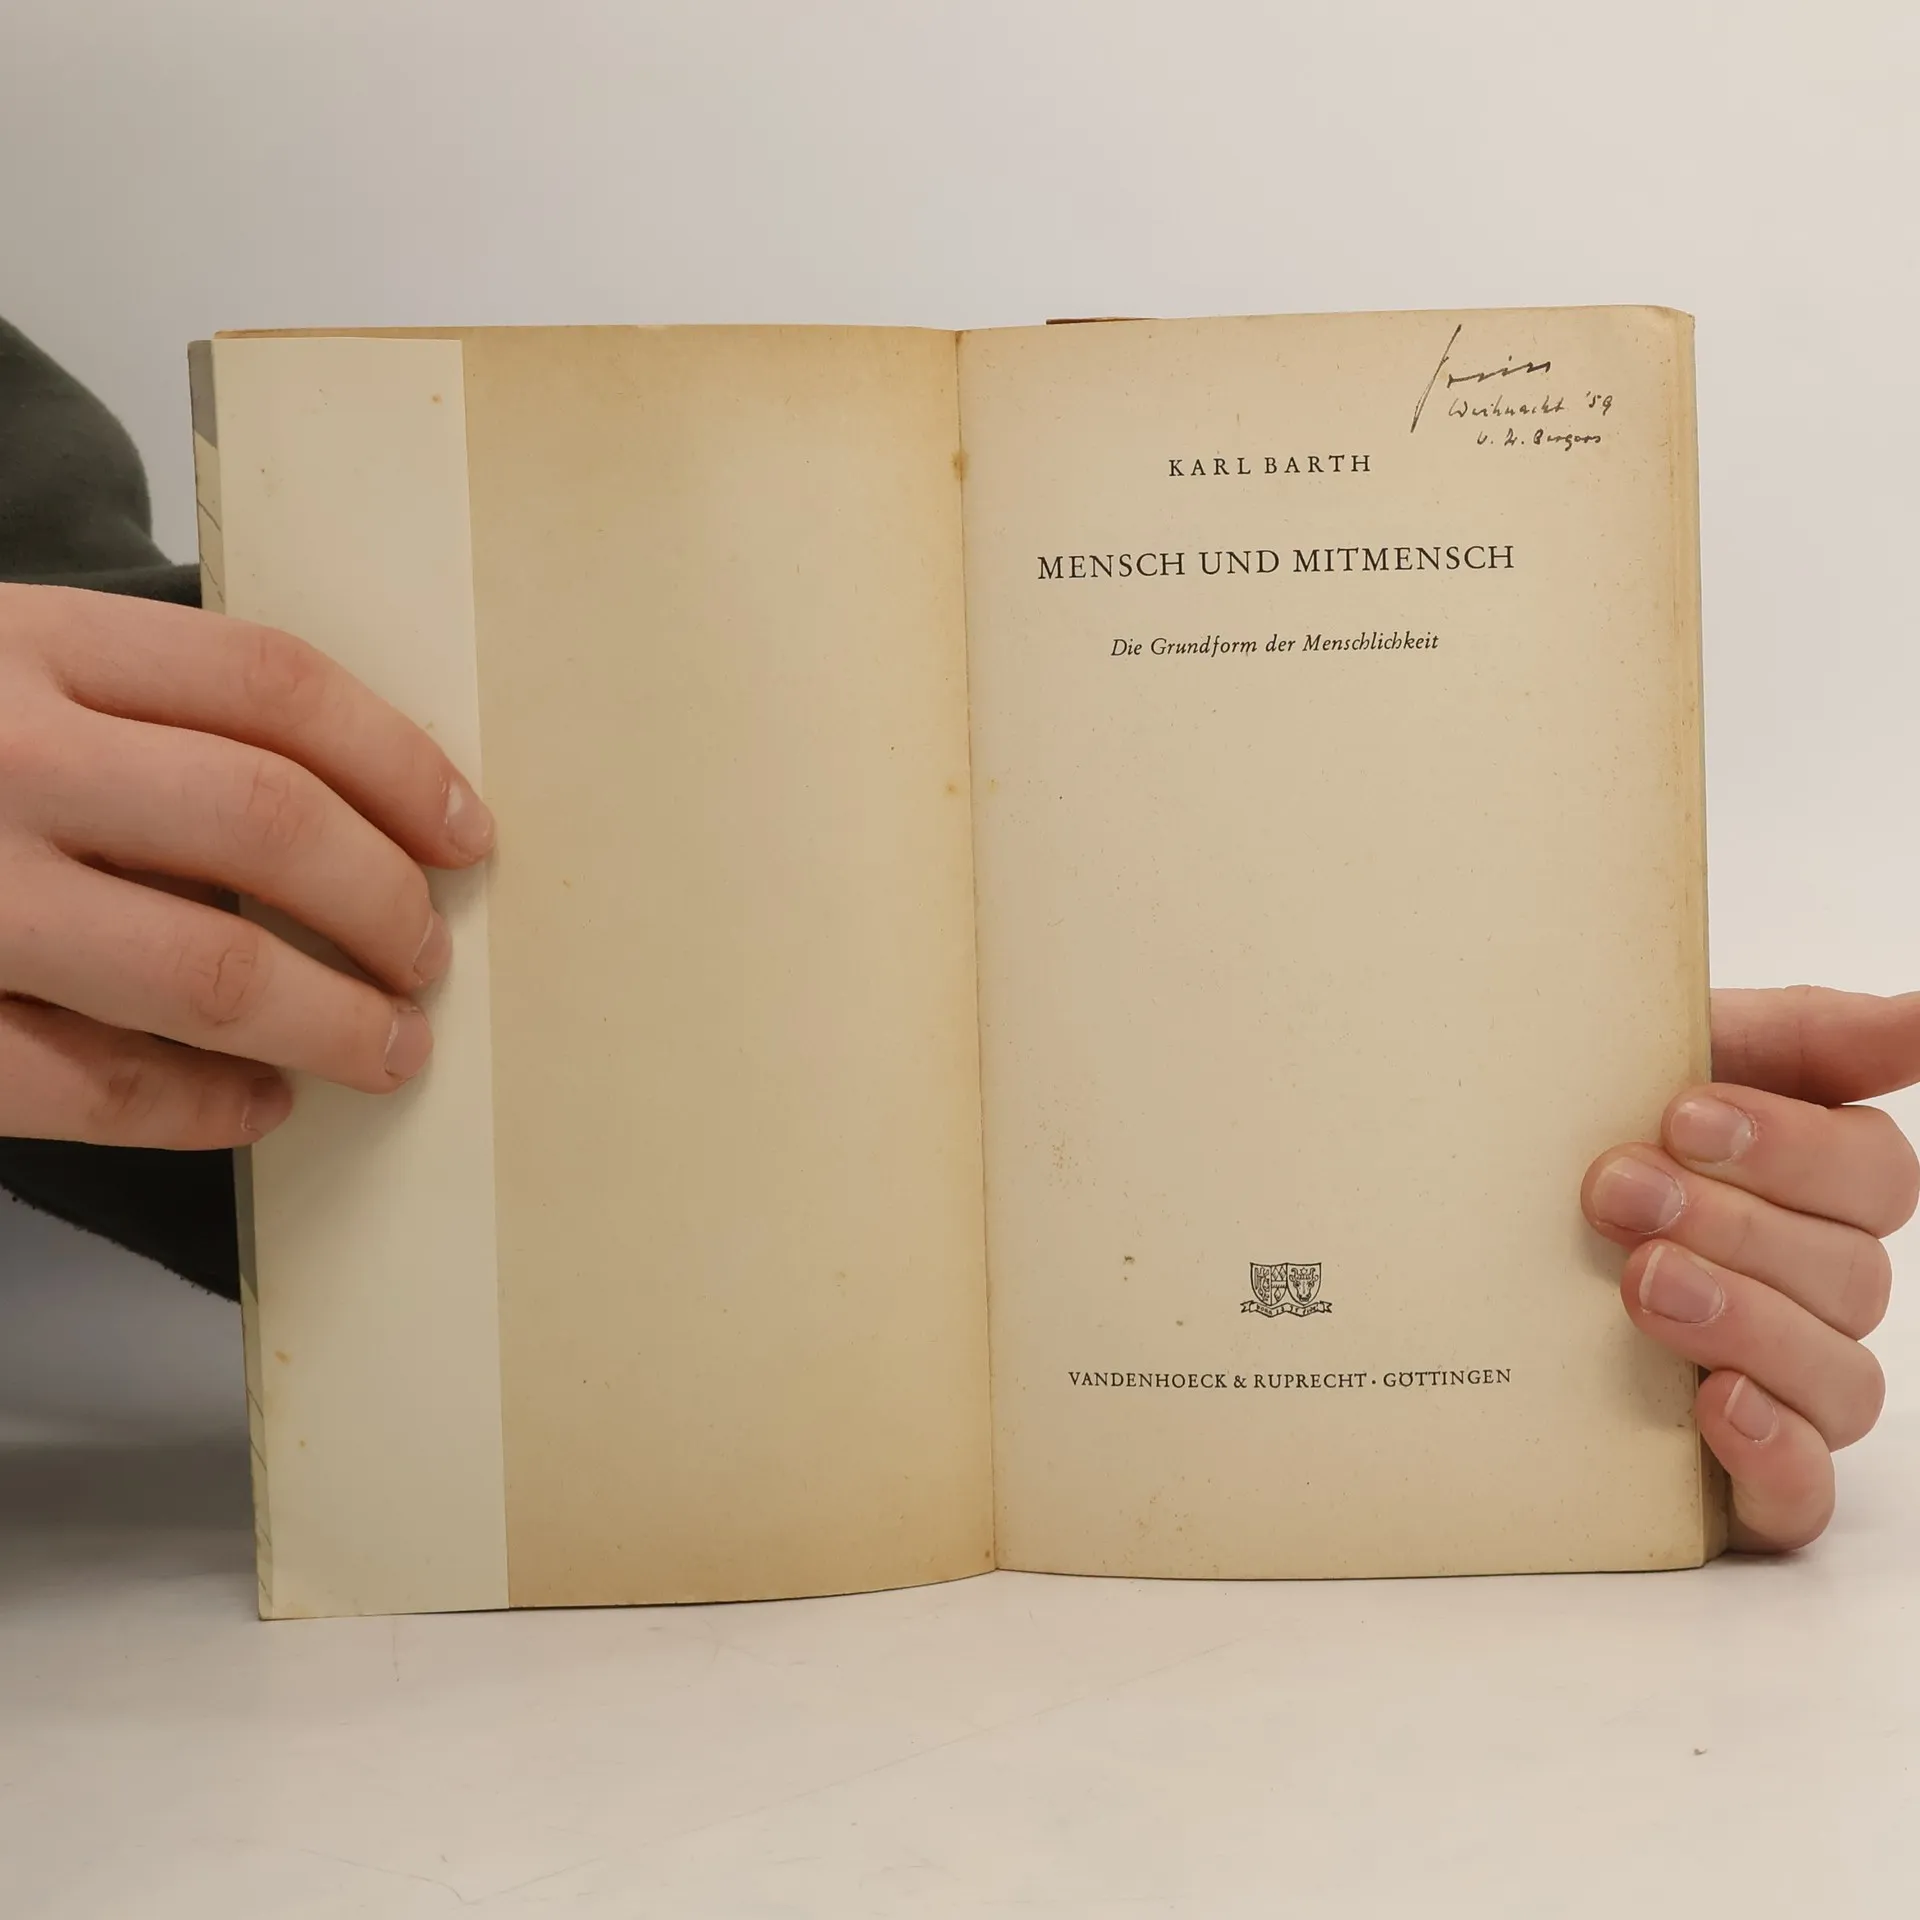 Weihnacht '59
KARL BARTH
MENSCH UND MITMENSCH
Die Grundform der Menschlichkeit
VANDENHOECK & RUPRECHT · GÖTTINGEN